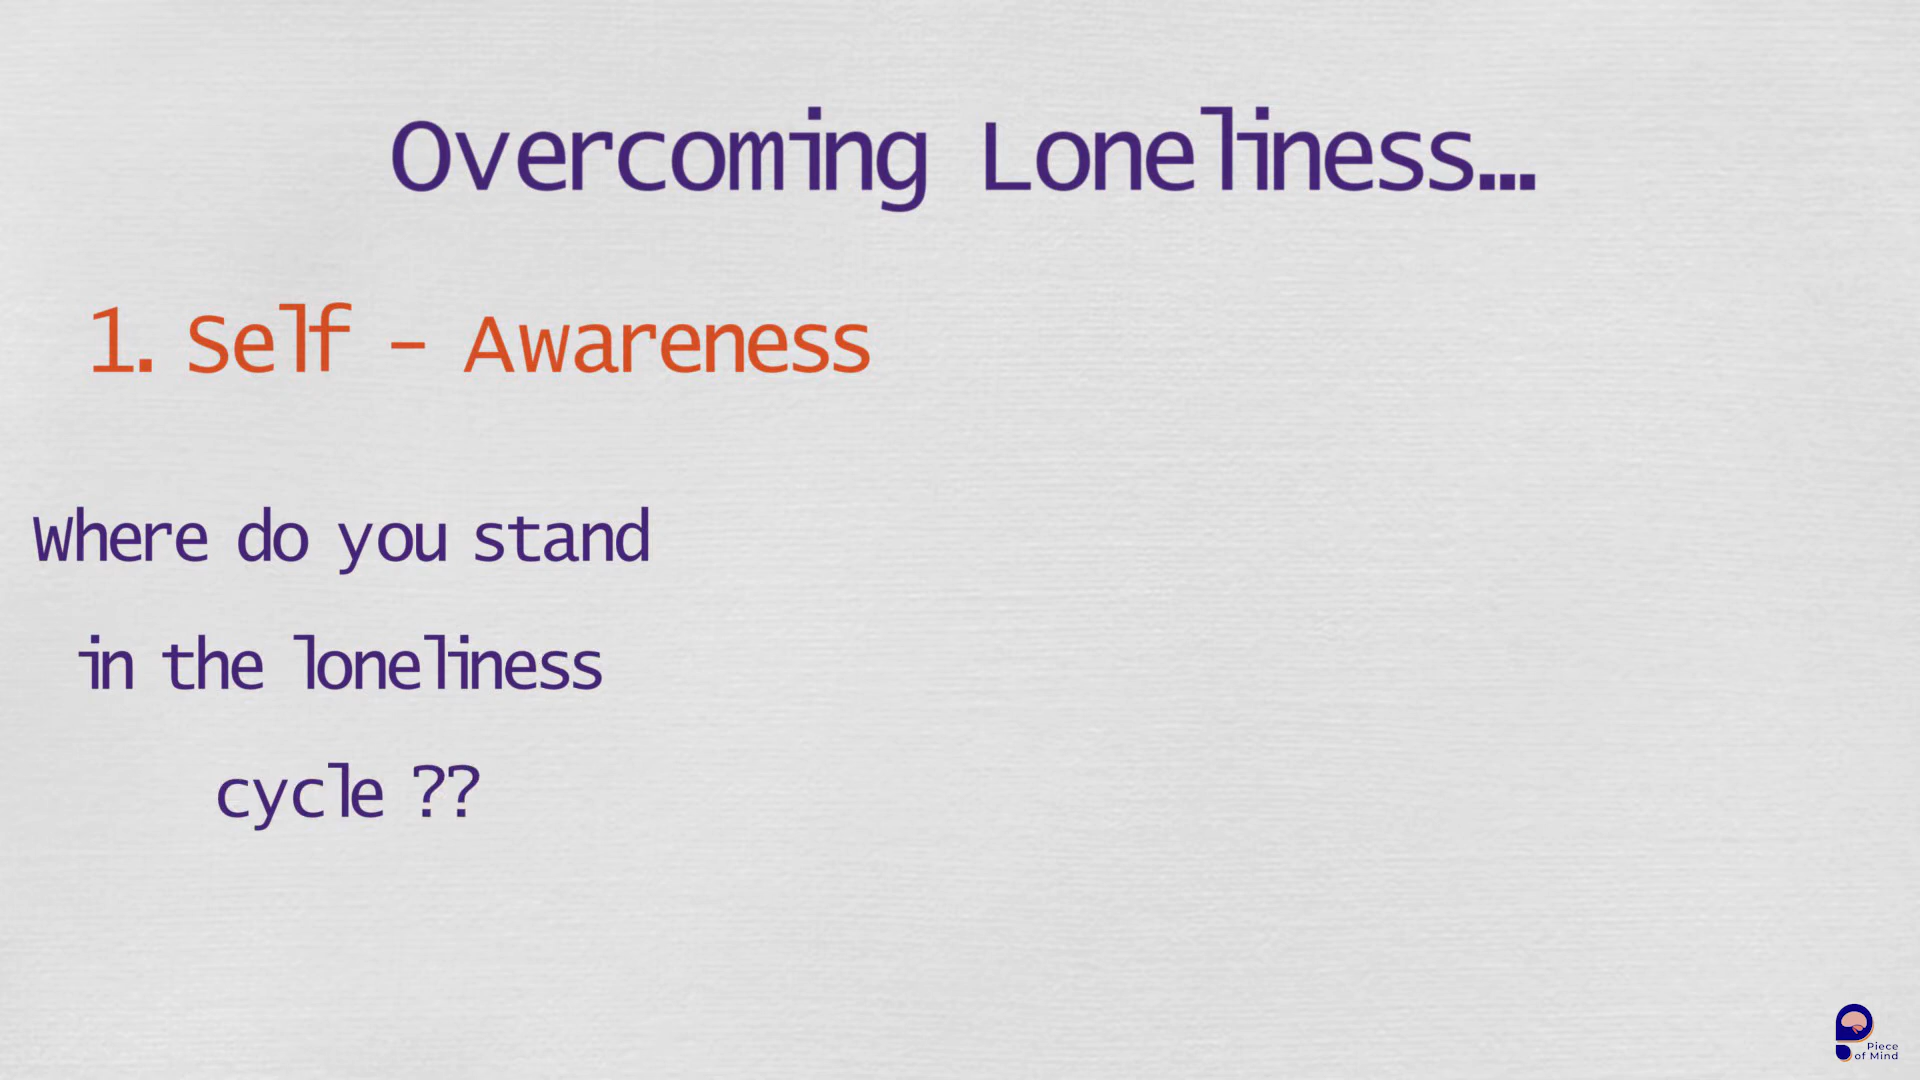 Overcoming Loneliness...
1. Self - Awareness
Where do you stand
in the loneliness
cycle ??
Piece
of Mind